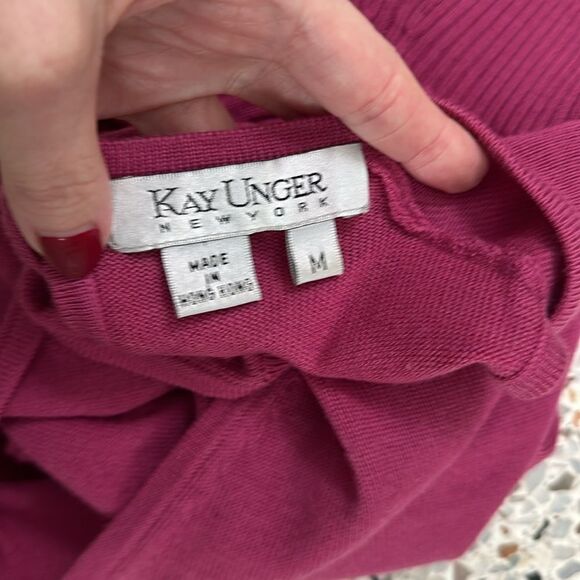 KAY UNGER
NEW YORK
MADE
IN
HONG KONG
M